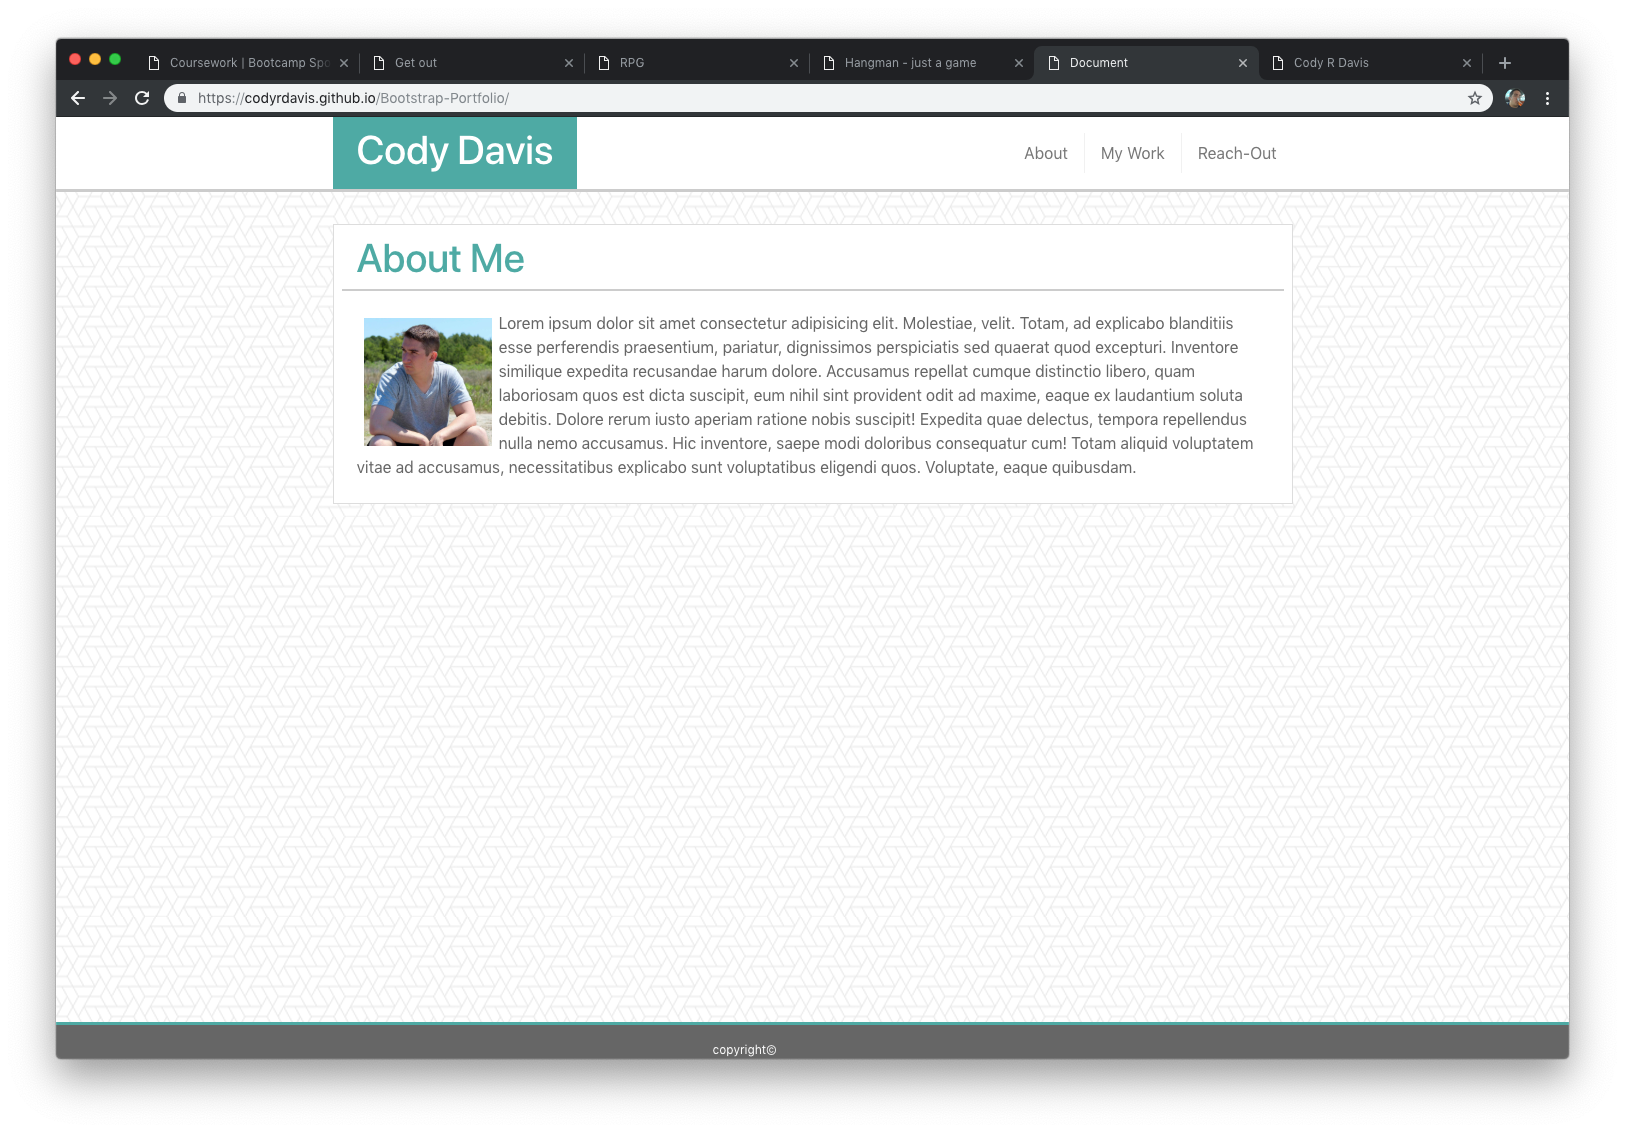 Coursework | Bootcamp Spo
Get out
RPG
Hangman - just a game
Document
Cody R Davis
https://codyrdavis.github.io/Bootstrap-Portfolio/
Cody Davis
About
My Work
Reach-Out
About Me
Lorem ipsum dolor sit amet consectetur adipisicing elit. Molestiae, velit. Totam, ad explicabo blanditiis
esse perferendis praesentium, pariatur, dignissimos perspiciatis sed quaerat quod excepturi. Inventore
similique expedita recusandae harum dolore. Accusamus repellat cumque distinctio libero, quam
laboriosam quos est dicta suscipit, eum nihil sint provident odit ad maxime, eaque ex laudantium soluta
debitis. Dolore rerum iusto aperiam ratione nobis suscipit! Expedita quae delectus, tempora repellendus
nulla nemo accusamus. Hic inventore, saepe modi doloribus consequatur cum! Totam aliquid voluptatem
vitae ad accusamus, necessitatibus explicabo sunt voluptatibus eligendi quos. Voluptate, eaque quibusdam.
copyright©